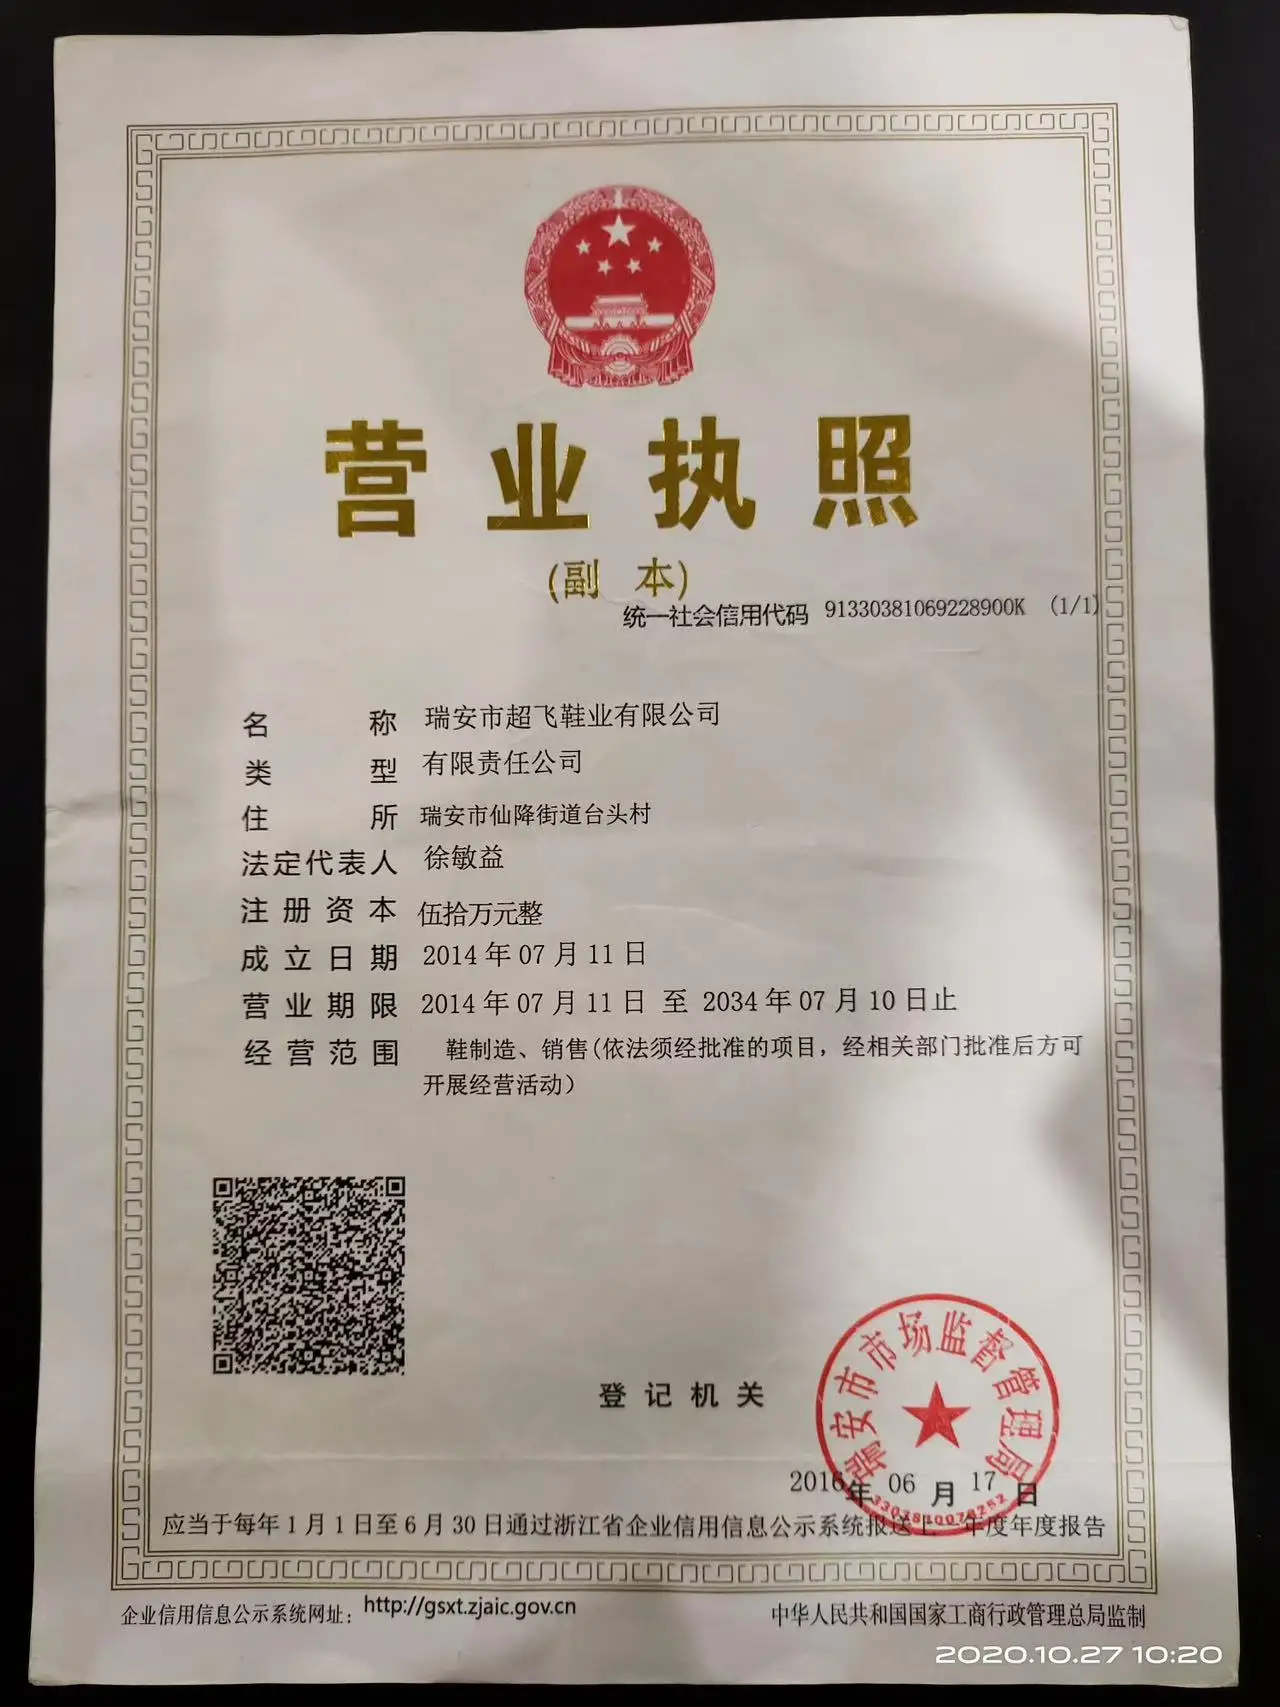 营业执照
(副 本)
统一社会信用代码 91330381069228900K (1/1)
名称 瑞安市超飞鞋业有限公司
类型 有限责任公司
住所 瑞安市仙降街道台头村
法定代表人 徐敏益
注册资本 伍拾万元整
成立日期 2014年07月11日
营业期限 2014年07月11日 至 2034年07月10日止
经营范围 鞋制造、销售(依法须经批准的项目，经相关部门批准后方可
开展经营活动）
登记机关
瑞安市市场监督管理局
2016年 06月 17日
3303810076252
应当于每年1月1日至6月30日通过浙江省企业信用信息公示系统报送上一年度年度报告
企业信用信息公示系统网址： http://gsxt.zjaic.gov.cn
中华人民共和国国家工商行政管理总局监制
2020.10.27 10:20